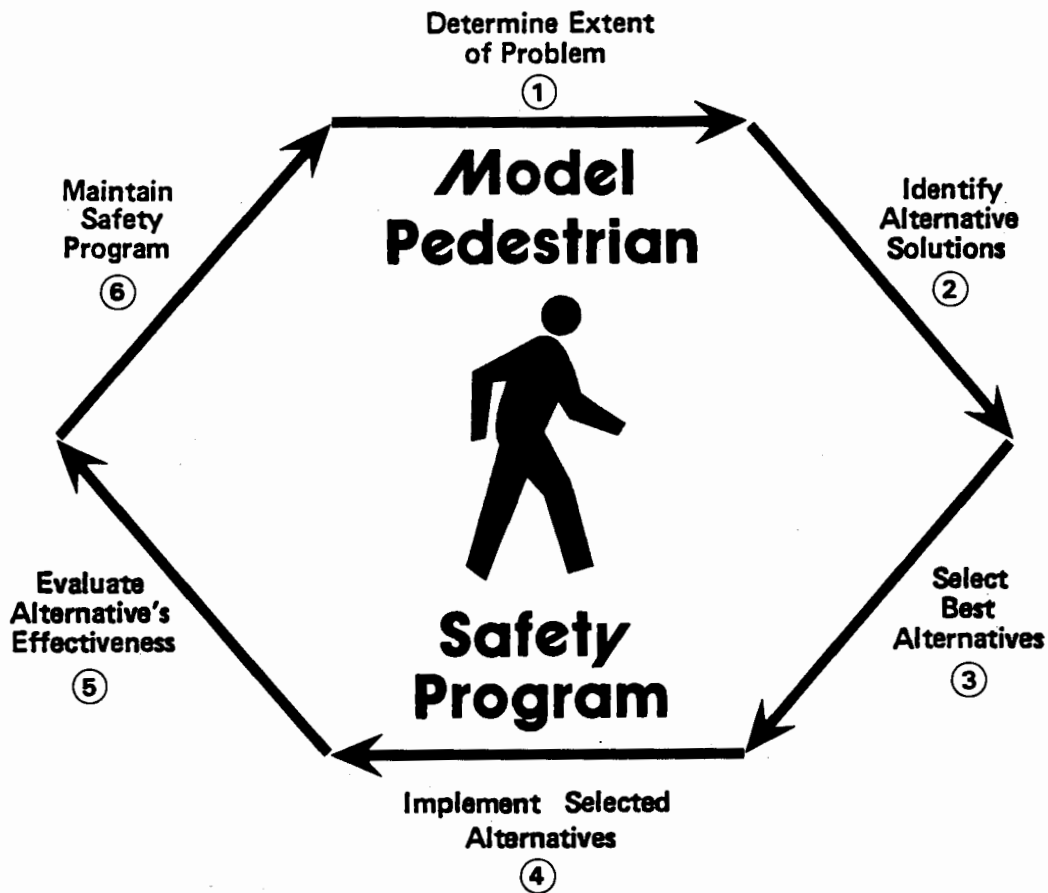 Determine Extent
of Problem
1
Model
Pedestrian
Identify
Alternative
Solutions
2
Select
Best
Alternatives
3
Safety
Program
Implement Selected
Alternatives
4
Evaluate
Alternative's
Effectiveness
5
Maintain
Safety
Program
6